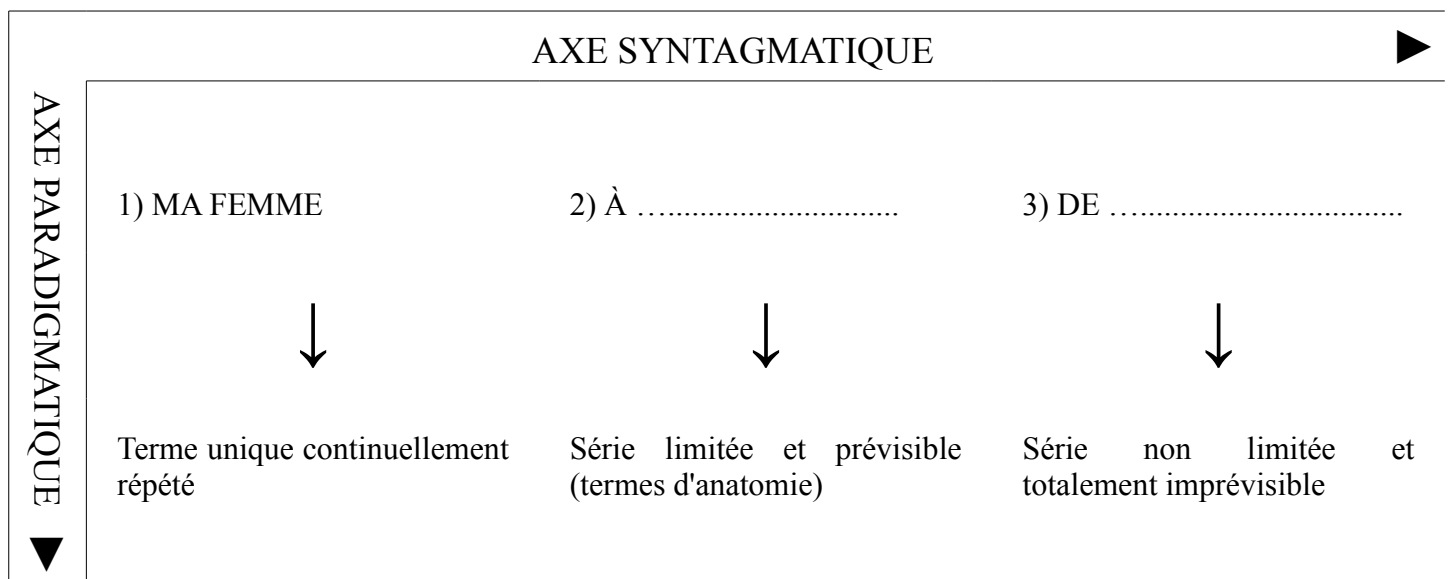 AXE SYNTAGMATIQUE
AXE PARADIGMATIQUE
1) MA FEMME
2) À …............................
3) DE ….................................
Terme unique continuellement
répété
Série limitée et prévisible
(termes d'anatomie)
Série non limitée et
totalement imprévisible